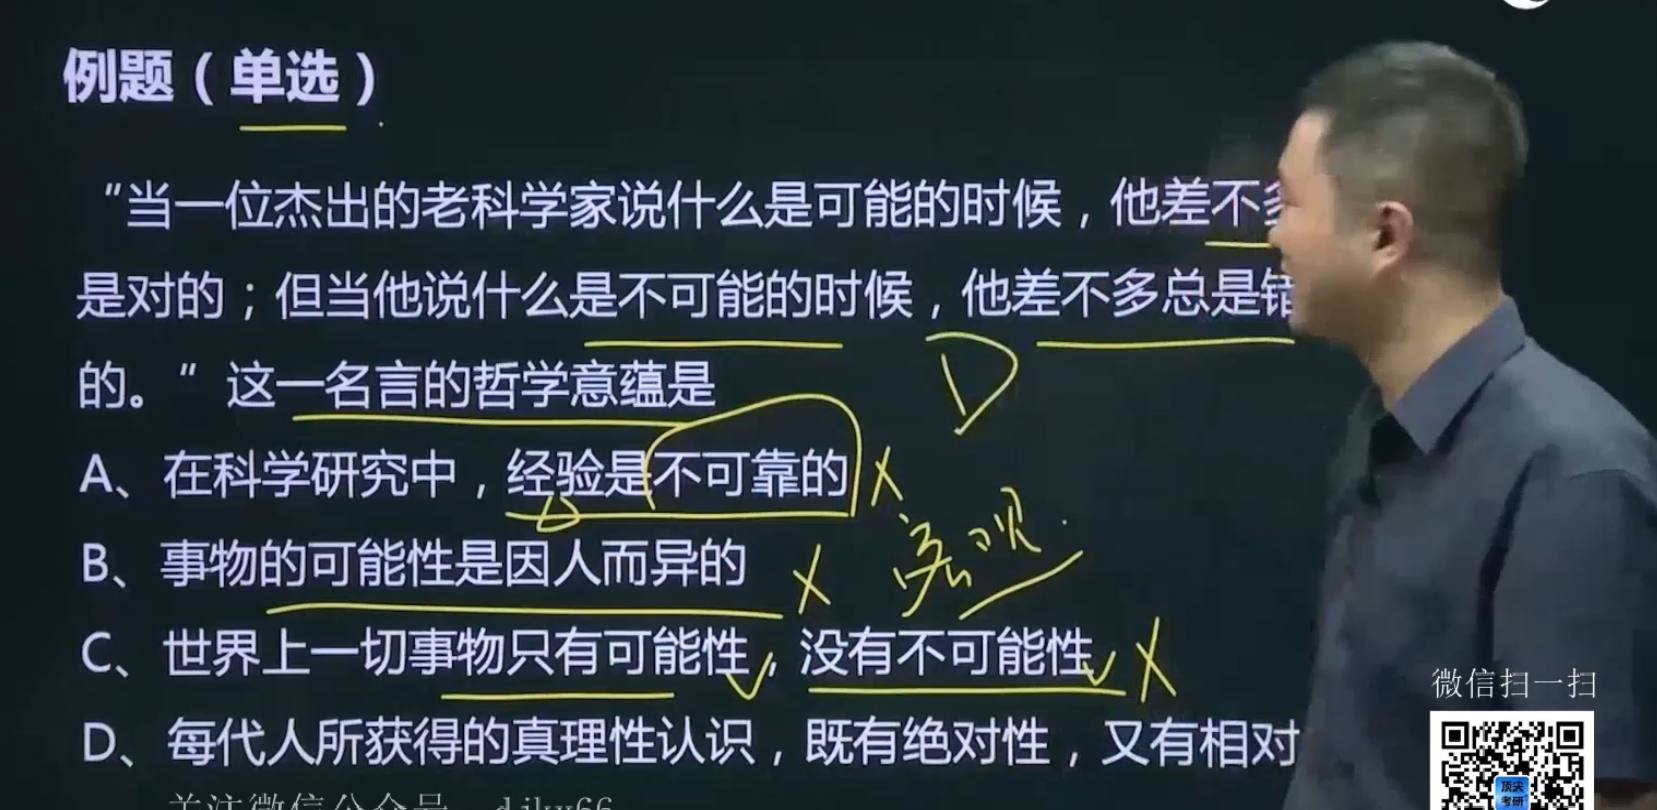 例题（单选）
“当一位杰出的老科学家说什么是可能的时候，他差不
是对的；但当他说什么是不可能的时候，他差不多总是错
的。”这一名言的哲学意蕴是
D
A、在科学研究中，经验是不可靠的
B、事物的可能性是因人而异的
客观
C、世界上一切事物只有可能性，没有不可能性
D、每代人所获得的真理性认识，既有绝对性，又有相对
微信扫一扫
顶尖
考研
关注微信公众号
djky66